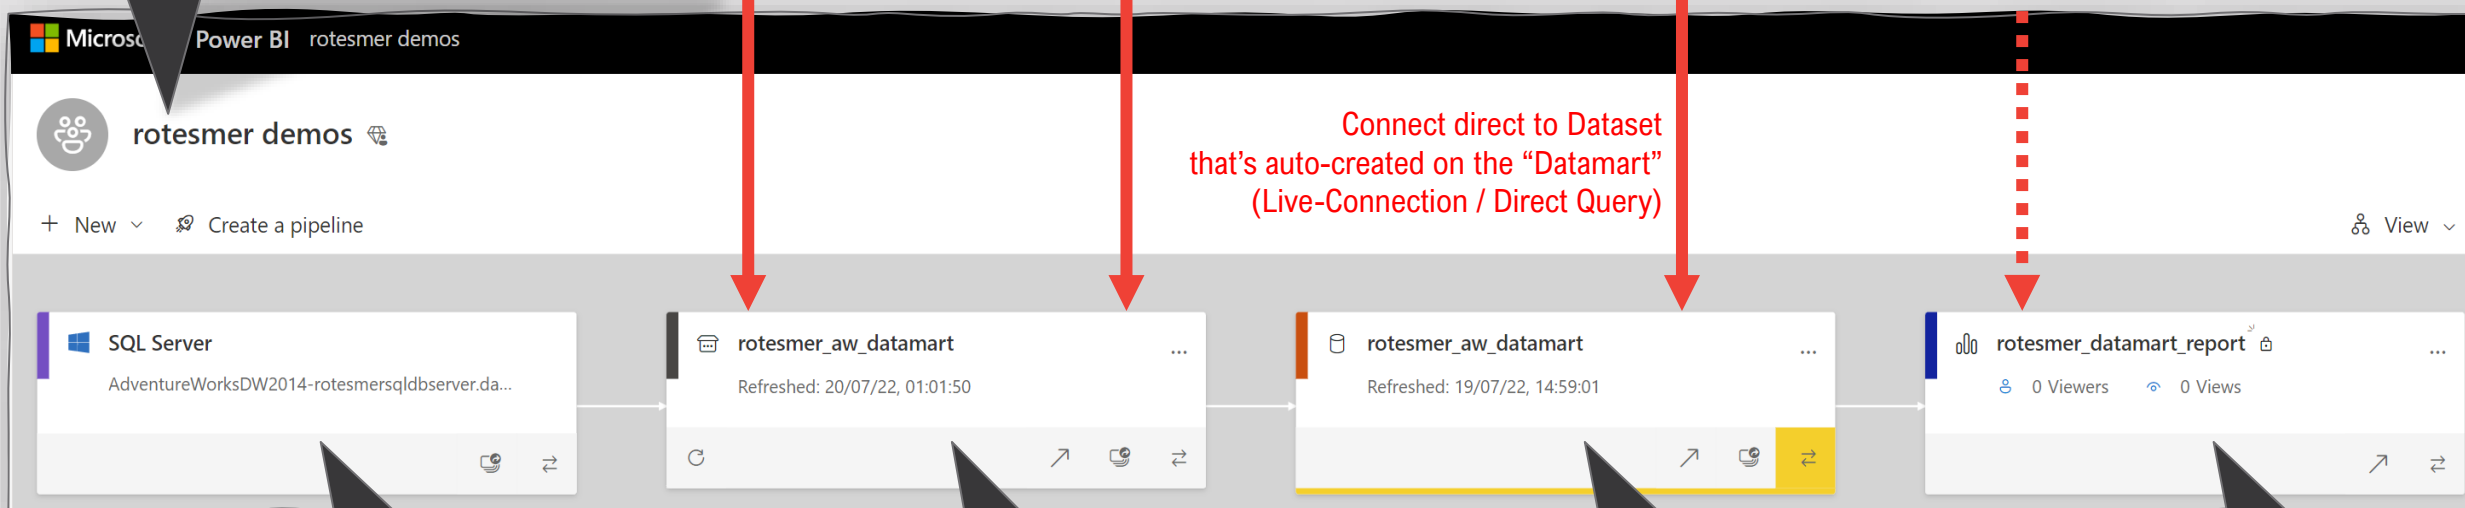 Microso Power BI rotesmer demos
rotesmer demos
Connect direct to Dataset
that's auto-created on the “Datamart”
(Live-Connection / Direct Query)
+ New Create a pipeline
View
SQL Server
AdventureWorksDW2014-rotesmersqldbserver.da...
rotesmer_aw_datamart
...
Refreshed: 20/07/22, 01:01:50
rotesmer_aw_datamart
...
Refreshed: 19/07/22, 14:59:01
rotesmer_datamart_report
...
0 Viewers 0 Views